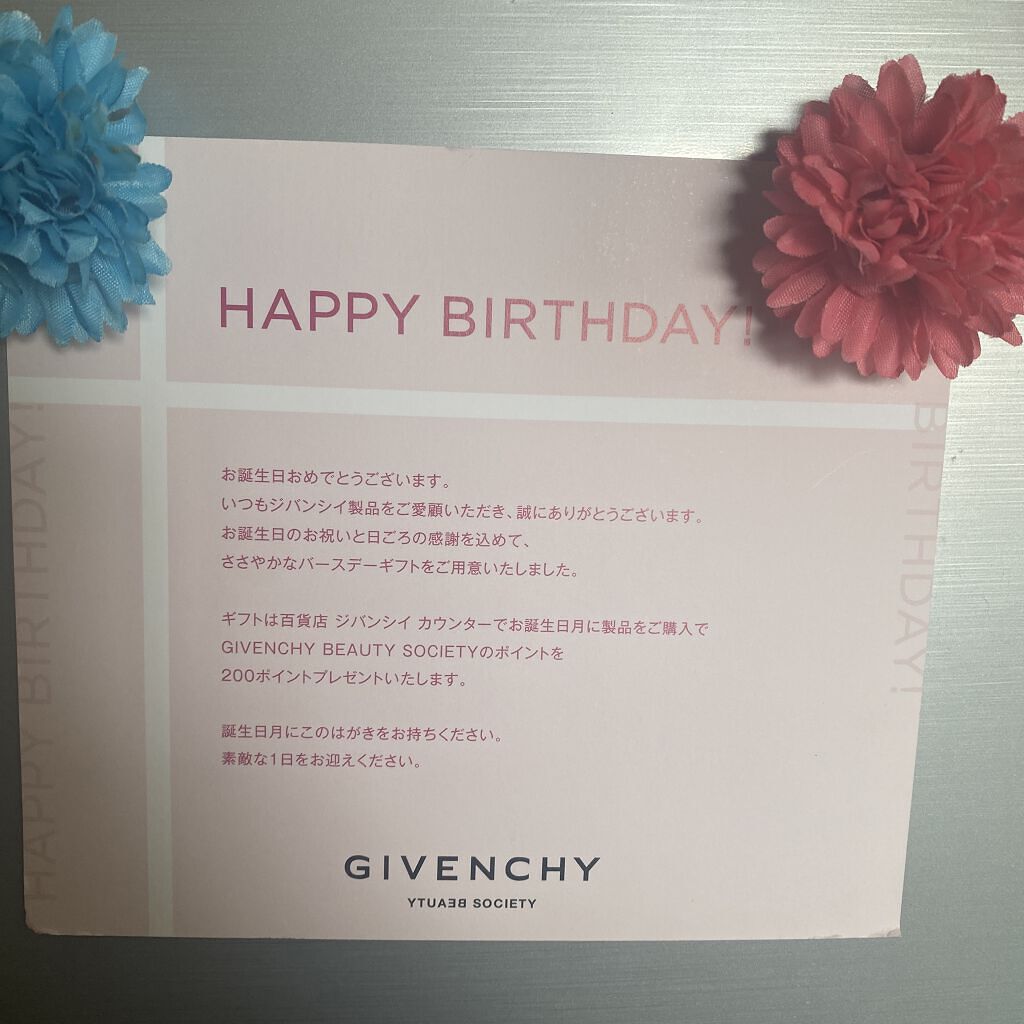 HAPPY BIRTHDAY!
お誕生日おめでとうございます。
いつもジバンシイ製品をご愛顧いただき、誠にありがとうございます。
お誕生日のお祝いと日ごろの感謝を込めて、
ささやかなバースデーギフトをご用意いたしました。
ギフトは百貨店 ジバンシイ カウンターでお誕生日月に製品をご購入で
GIVENCHY BEAUTY SOCIETYのポイントを
200ポイントプレゼントいたします。
誕生日月にこのはがきをお持ちください。
素敵な1日をお迎えください。
GIVENCHY
BEAUTY SOCIETY
HAPPY BIRTHDAY!
BIRTHDAY!